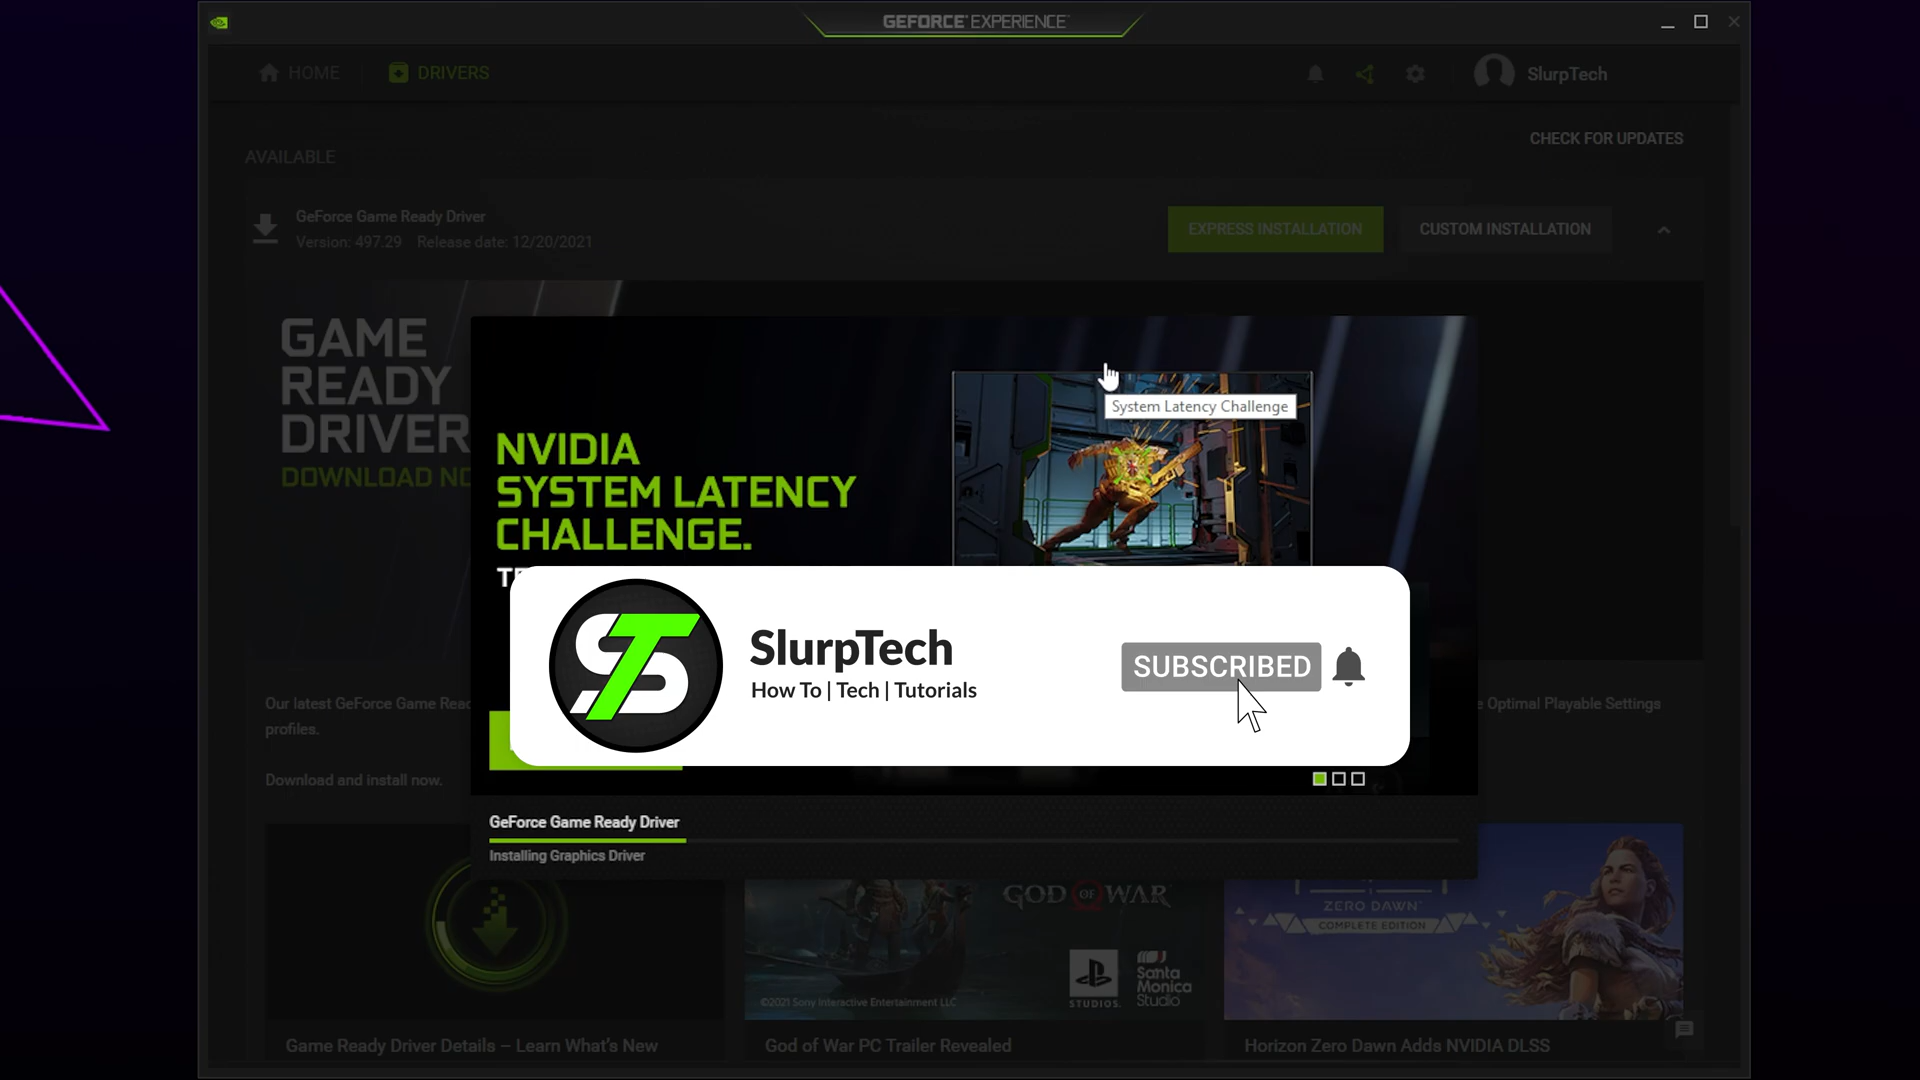 GEFORCE EXPERIENCE
HOME
DRIVERS
SlurpTech
CHECK FOR UPDATES
AVAILABLE
GeForce Game Ready Driver
Version: 497.29 Release date: 12/20/2021
EXPRESS INSTALLATION
CUSTOM INSTALLATION
GAME
READY
DRIVER
DOWNLOAD NO
System Latency Challenge
NVIDIA
SYSTEM LATENCY
CHALLENGE.
ST
SlurpTech
How To | Tech | Tutorials
SUBSCRIBED
Our latest GeForce Game Read
e Optimal Playable Settings
profiles.
Download and install now.
GeForce Game Ready Driver
Installing Graphics Driver
GOD OF WAR
©2021 Sony Interactive Entertainment LLC
STUDIOS.
Santa
Monica
Studio
ZERO DAWN
COMPLETE EDITION
Game Ready Driver Details – Learn What's New
God of War PC Trailer Revealed
Horizon Zero Dawn Adds NVIDIA DLSS